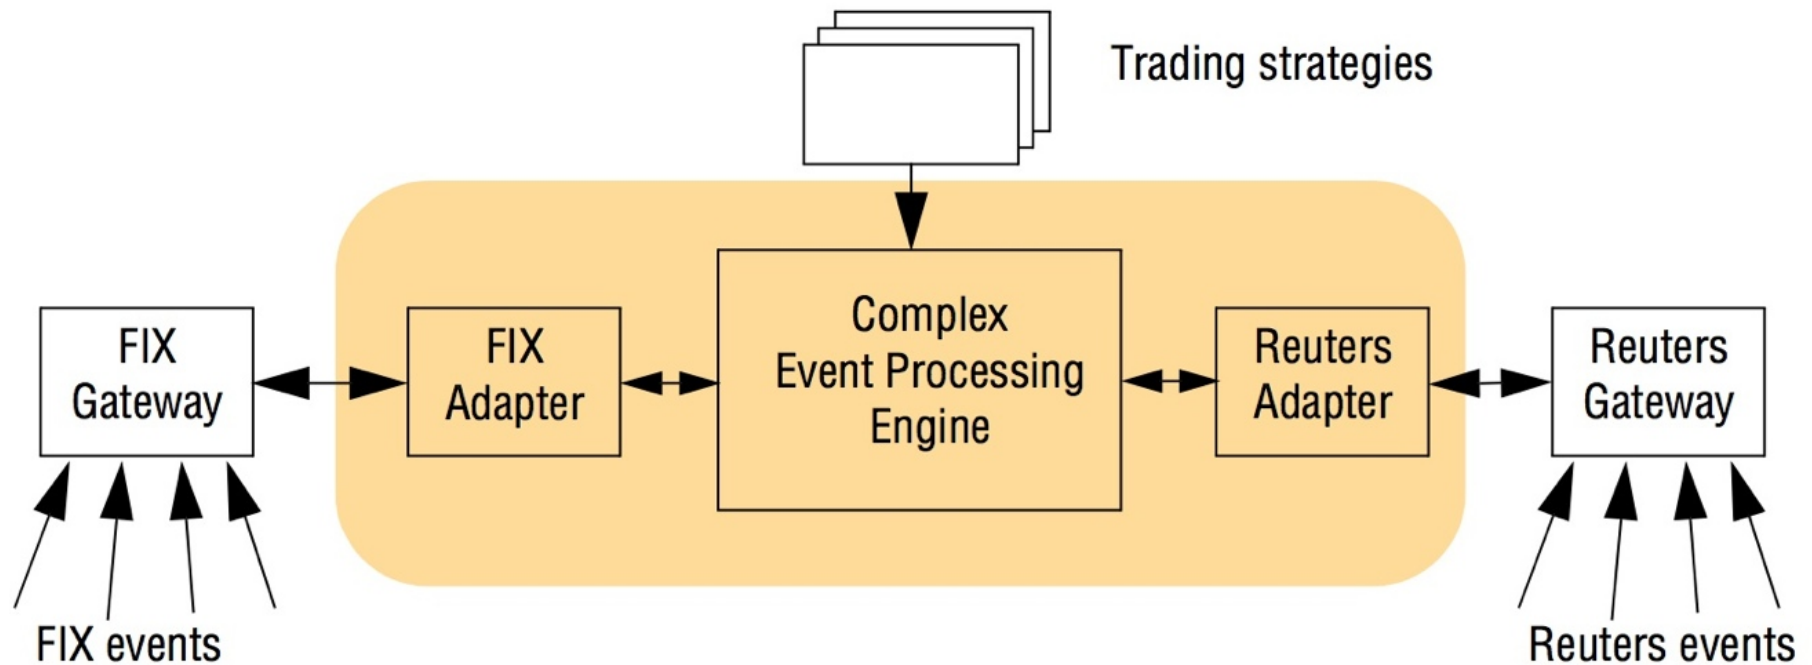 Trading strategies
Complex
Event Processing
Engine
FIX
Gateway
FIX
Adapter
Reuters
Adapter
Reuters
Gateway
FIX events
Reuters events